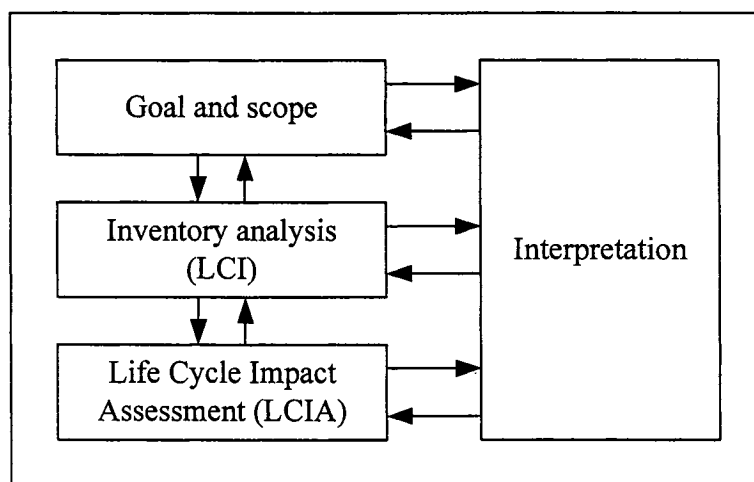 Goal and scope
Inventory analysis
(LCI)
Interpretation
Life Cycle Impact
Assessment (LCIA)